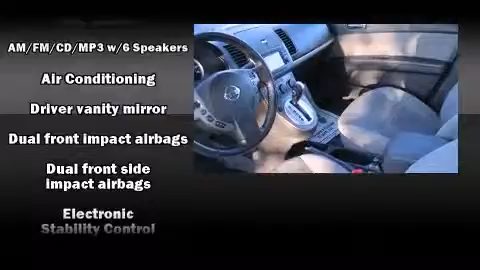 AM/FM/CD/MP3 w/6 Speakers
Air Conditioning
Driver vanity mirror
Dual front impact airbags
Dual front side
impact airbags
Electronic
Stability Control